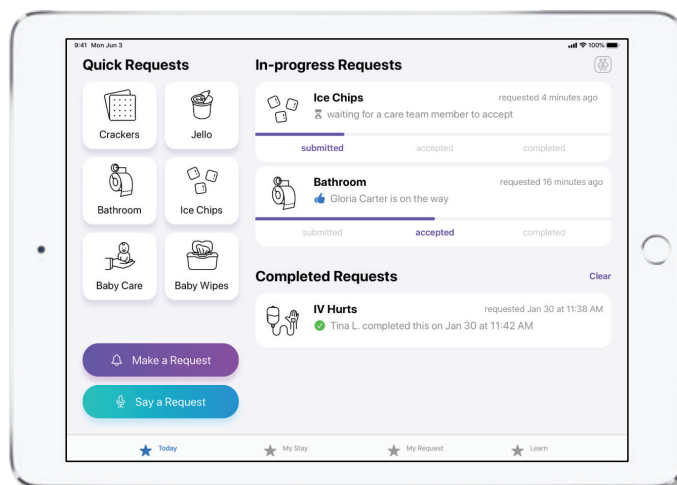 9:41 Mon Jun 3
100%
Quick Requests
Crackers
Jello
Bathroom
Ice Chips
Baby Care
Baby Wipes
Make a Request
Say a Request
In-progress Requests
Ice Chips
requested 4 minutes ago
waiting for a care team member to accept
submitted accepted completed
Bathroom
requested 16 minutes ago
Gloria Carter is on the way
submitted accepted completed
Completed Requests
Clear
IV Hurts
requested Jan 30 at 11:38 AM
Tina L. completed this on Jan 30 at 11:42 AM
Today My Stay My Request Learn